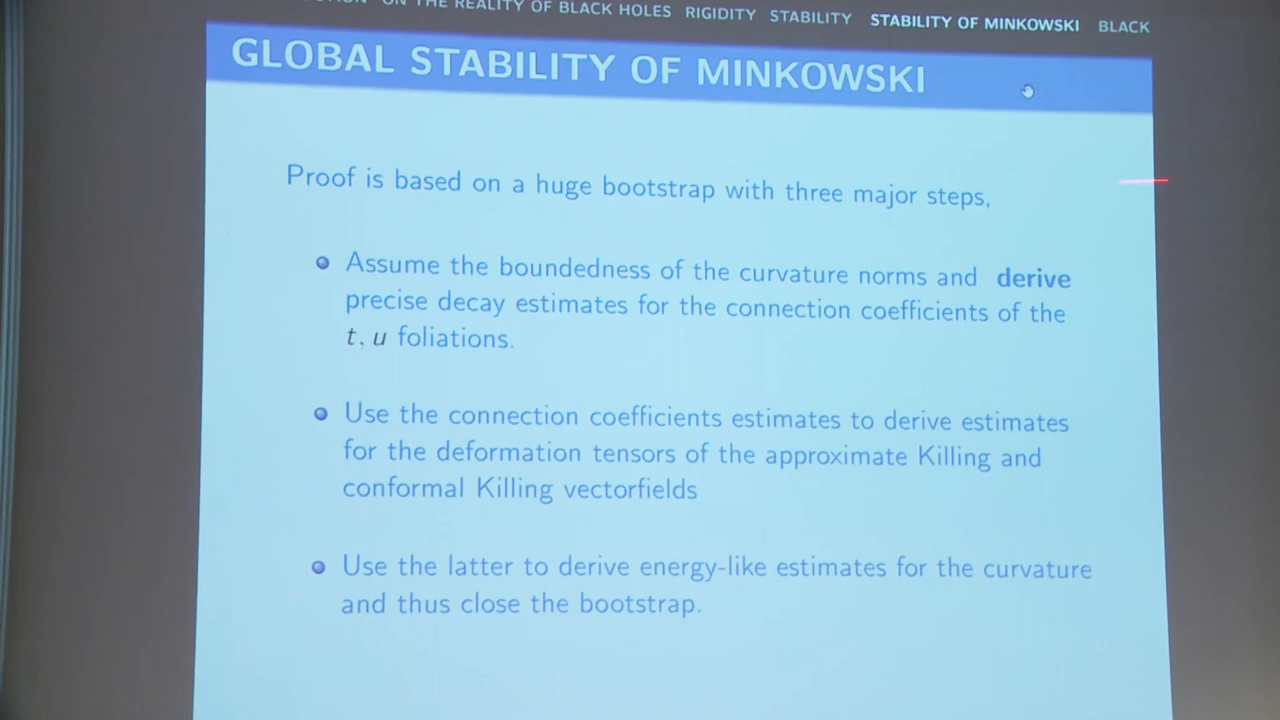 ON THE REALITY OF BLACK HOLES RIGIDITY STABILITY STABILITY OF MINKOWSKI BLACK
GLOBAL STABILITY OF MINKOWSKI
Proof is based on a huge bootstrap with three major steps,
Assume the boundedness of the curvature norms and derive
precise decay estimates for the connection coefficients of the
t, u foliations.
Use the connection coefficients estimates to derive estimates
for the deformation tensors of the approximate Killing and
conformal Killing vectorfields
Use the latter to derive energy-like estimates for the curvature
and thus close the bootstrap.